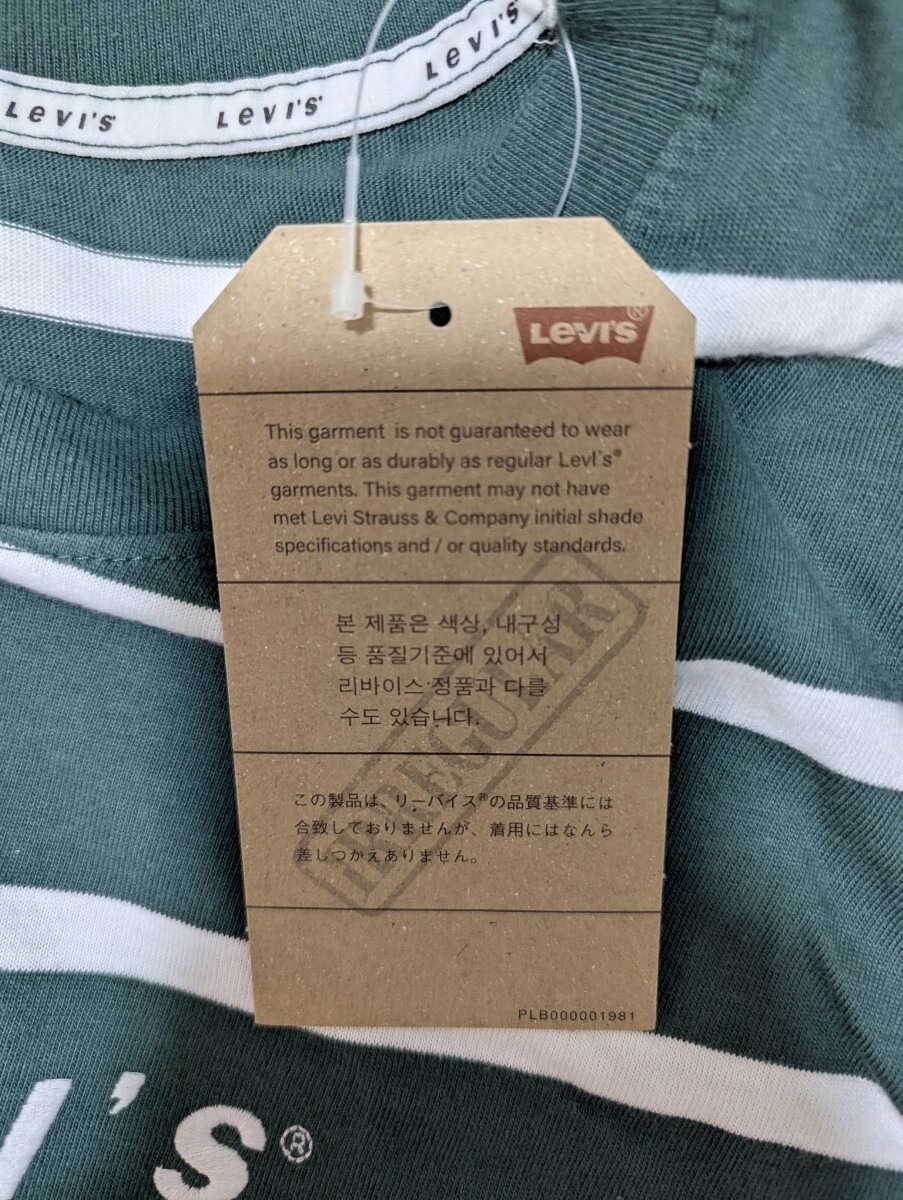 Levi's Levi's Levi's
Levi's®
This garment is not guaranteed to wear
as long or as durably as regular Levi's®
garments. This garment may not have
met Levi Strauss & Company initial shade
specifications and / or quality standards.
본 제품은 색상, 내구성
등 품질기준에 있어서
리바이스 정품과 다를
수도 있습니다.
IRREGULAR
この製品は、リーバイス®の品質基準には
合致しておりませんが、着用にはなんら
差しつかえありません。
PLB000001981
's®